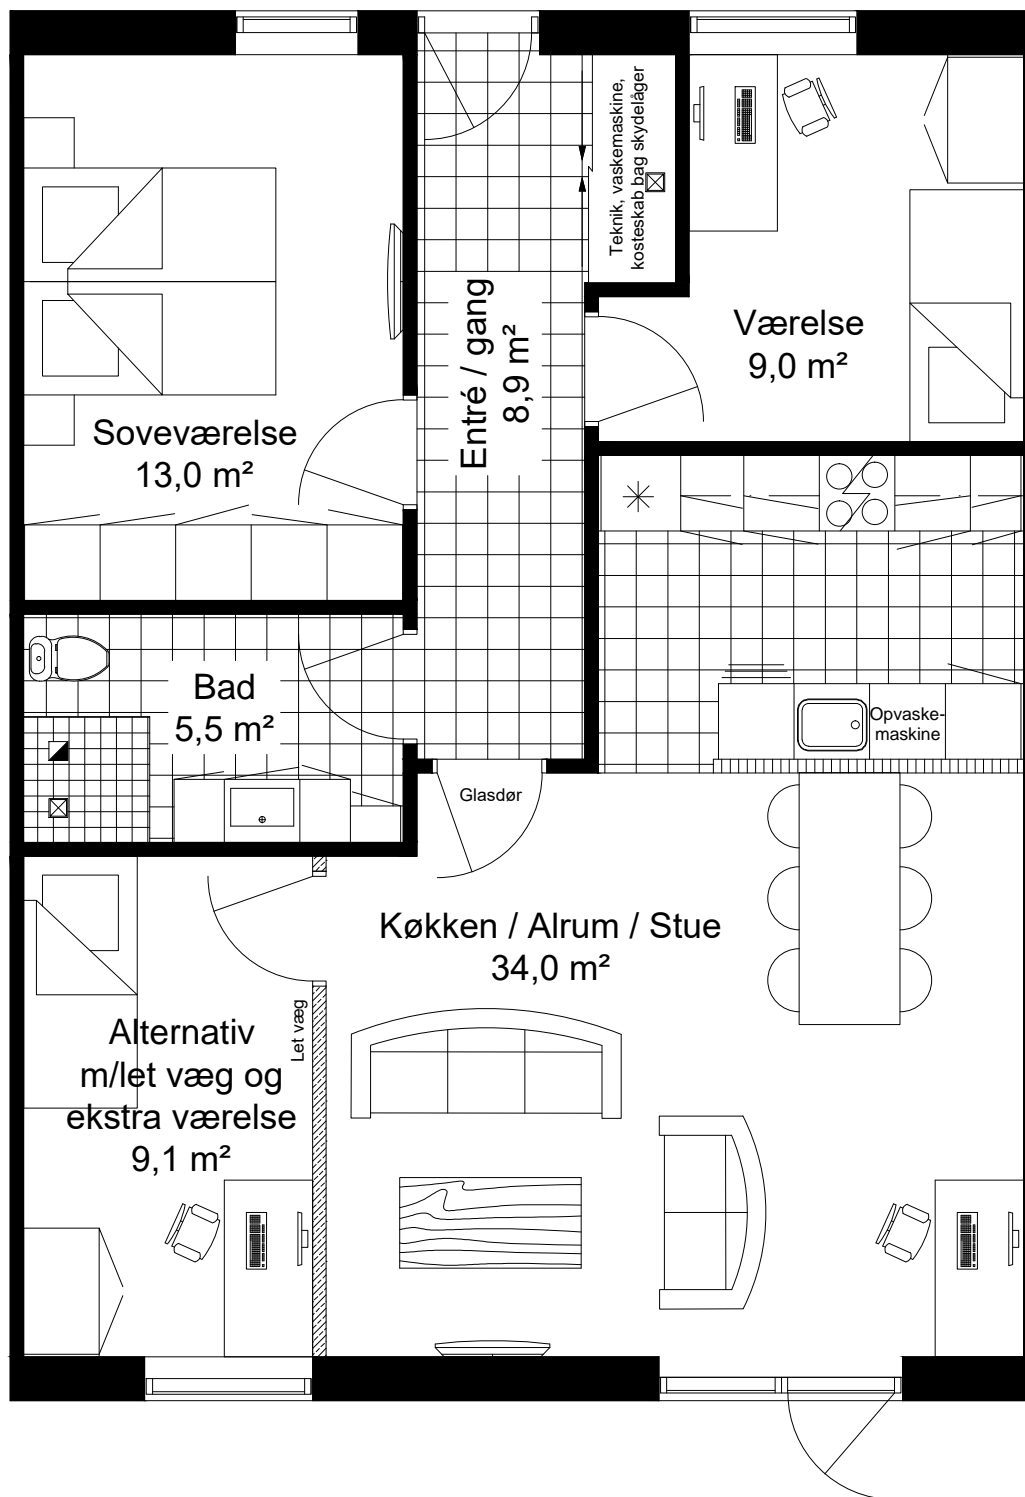 Teknik, vaskemaskine,
kosteskab bag skydelåger
Entré / gang
8,9 m²
Værelse
9,0 m²
Soveværelse
13,0 m²
Bad
5,5 m²
Opvaske-
maskine
Glasdør
Køkken / Alrum / Stue
34,0 m²
Let væg
Alternativ
m/let væg og
ekstra værelse
9,1 m²